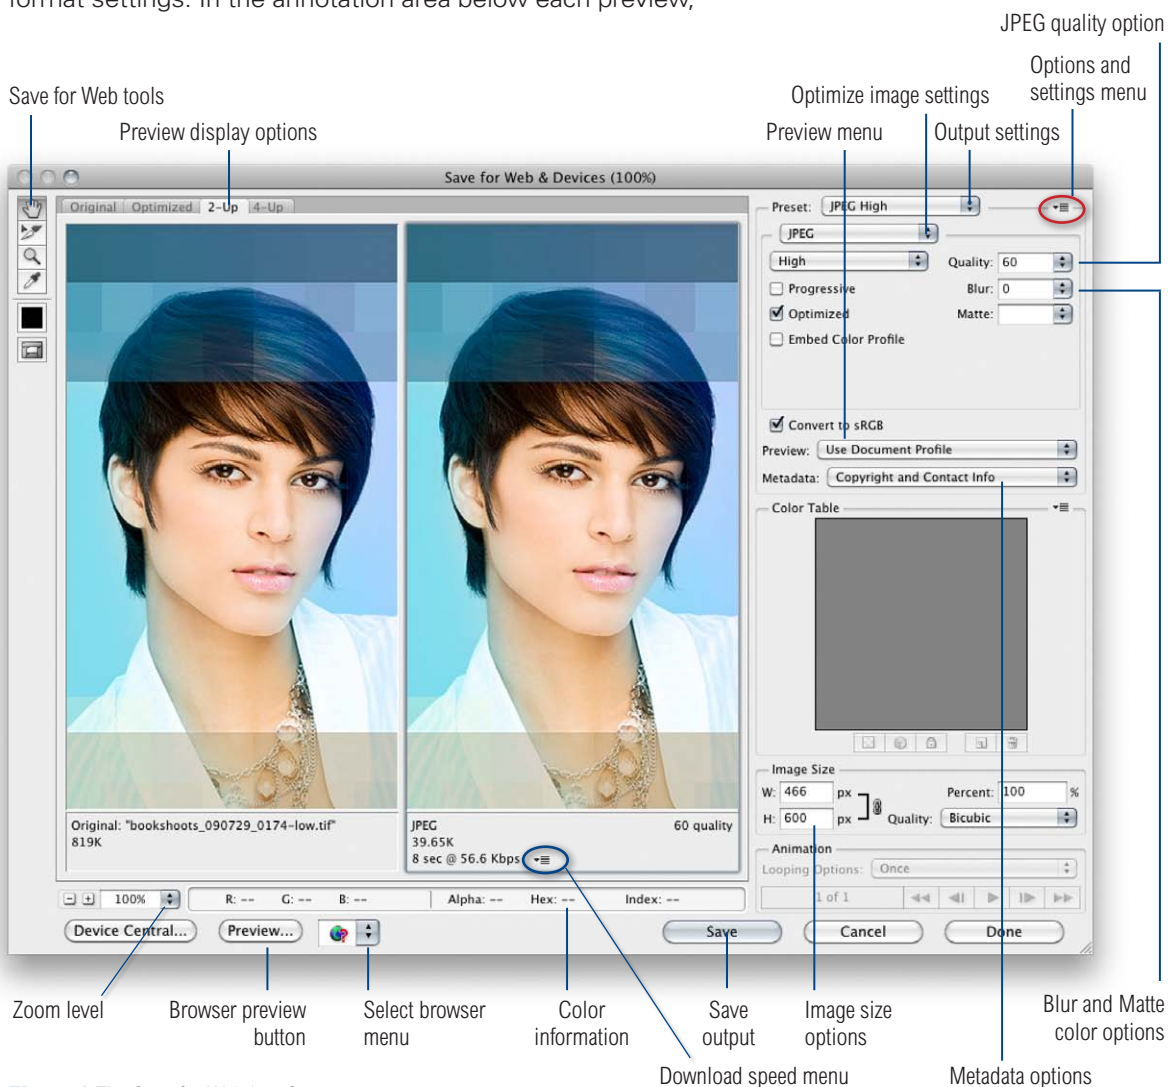 format settings. In the annotation area below each preview,
JPEG quality option
Options and
settings menu
Save for Web tools
Optimize image settings
Preview display options
Preview menu
Output settings
Save for Web & Devices (100%)
Original
Optimized
2-Up
4-Up
Preset: JPEG High
JPEG
High
Quality: 60
Progressive
Blur: 0
Optimized
Matte:
Embed Color Profile
Convert to sRGB
Preview: Use Document Profile
Metadata: Copyright and Contact Info
Color Table
Image Size
W: 466 px
Percent: 100 %
H: 600 px
Quality: Bicubic
Original: "bookshoots_090729_0174-low.tif"
819K
JPEG
60 quality
39.65K
8 sec @ 56.6 Kbps
Animation
Looping Options: Once
1 of 1
100%
R: --
G: --
B: --
Alpha: --
Hex: --
Index: --
Device Central...
Preview...
Save
Cancel
Done
Zoom level
Browser preview
button
Select browser
menu
Color
information
Save
output
Image size
options
Blur and Matte
color options
Download speed menu
Metadata options